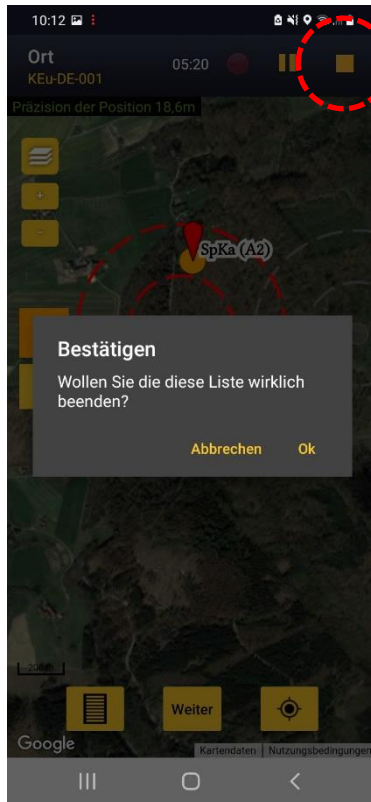 10:12
Ort
KEu-DE-001
05:20
Präzision der Position 18,6m
+
-
SpKa (A2)
Bestätigen
Wollen Sie die diese Liste wirklich
beenden?
Abbrechen Ok
Weiter
Google
Kartendaten Nutzungsbedingungen